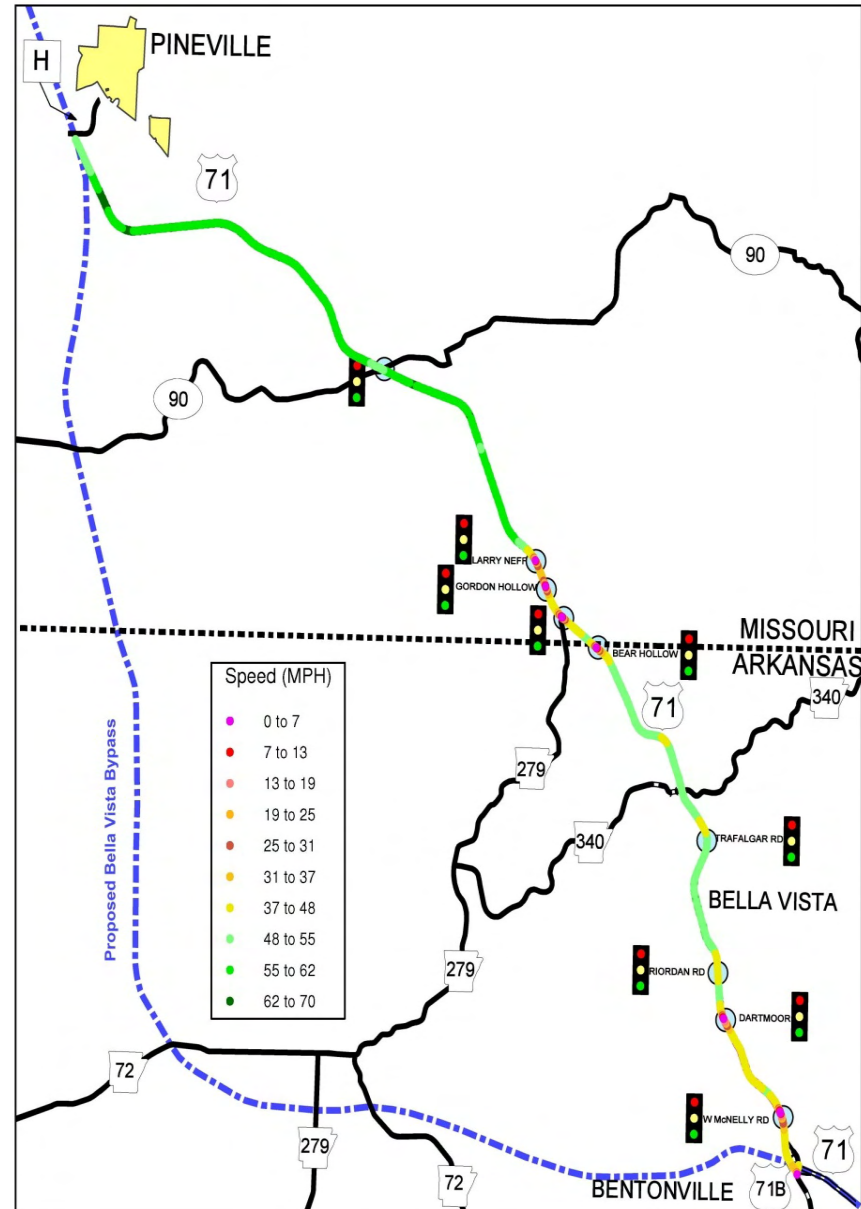 PINEVILLE
H
71
90
90
LARRY NEFF
GORDON HOLLOW
MISSOURI
BEAR HOLLOW
ARKANSAS
Speed (MPH)
0 to 7
7 to 13
13 to 19
19 to 25
25 to 31
31 to 37
37 to 48
48 to 55
55 to 62
62 to 70
340
71
279
340
TRAFALGAR RD
BELLA VISTA
Proposed Bella Vista Bypass
279
RIORDAN RD
DARTMOOR
72
W McNELLY RD
279
72
71
BENTONVILLE
71B